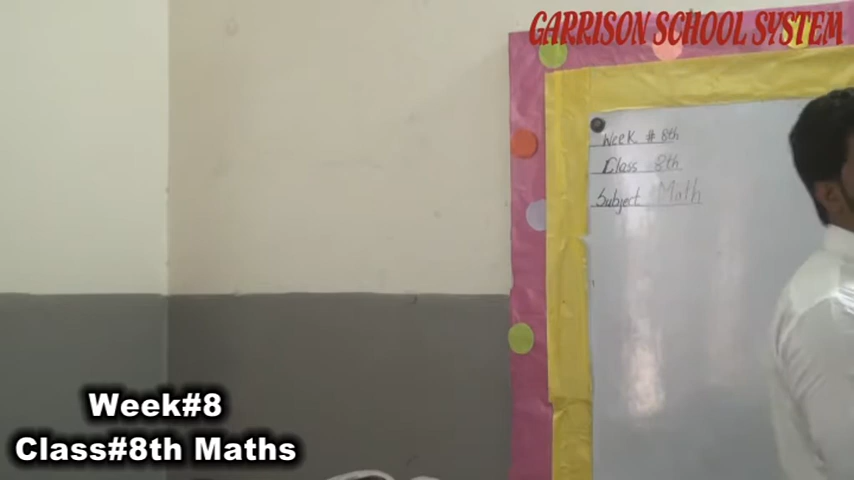 GARRISON SCHOOL SYSTEM
Week # 8th
Class 8th
Subject Math
Week#8
Class#8th Maths